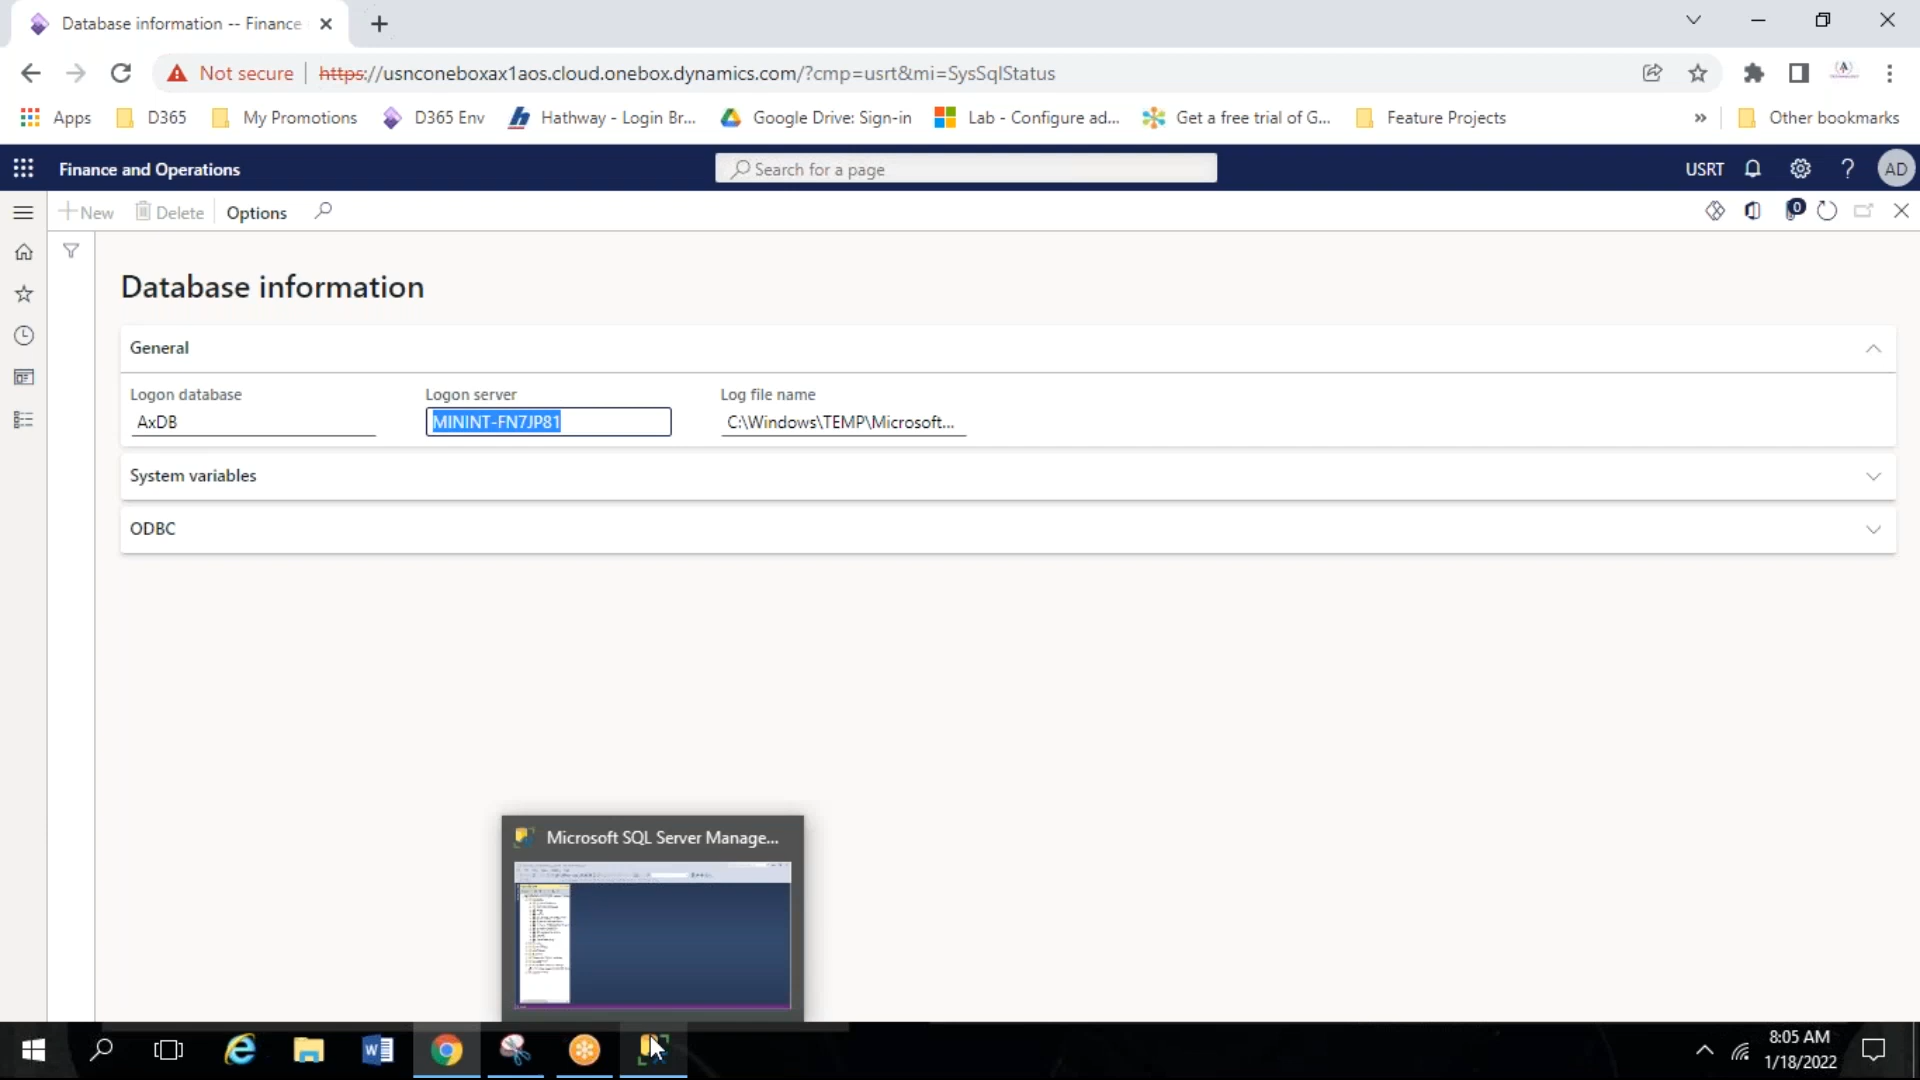 Database information -- Finance
Not secure
https://usnconeboxax1aos.cloud.onebox.dynamics.com/?cmp=usrt&mi=SysSqlStatus
Apps
D365
My Promotions
D365 Env
Hathway - Login Br...
Google Drive: Sign-in
Lab - Configure ad...
Get a free trial of G...
Feature Projects
»
Other bookmarks
Finance and Operations
Search for a page
USRT
?
AD
New
Delete
Options
0
Database information
General
Logon database
Logon server
Log file name
AxDB
MININT-FN7JP81
C:\Windows\TEMP\Microsoft...
System variables
ODBC
Microsoft SQL Server Manage...
8:05 AM
1/18/2022